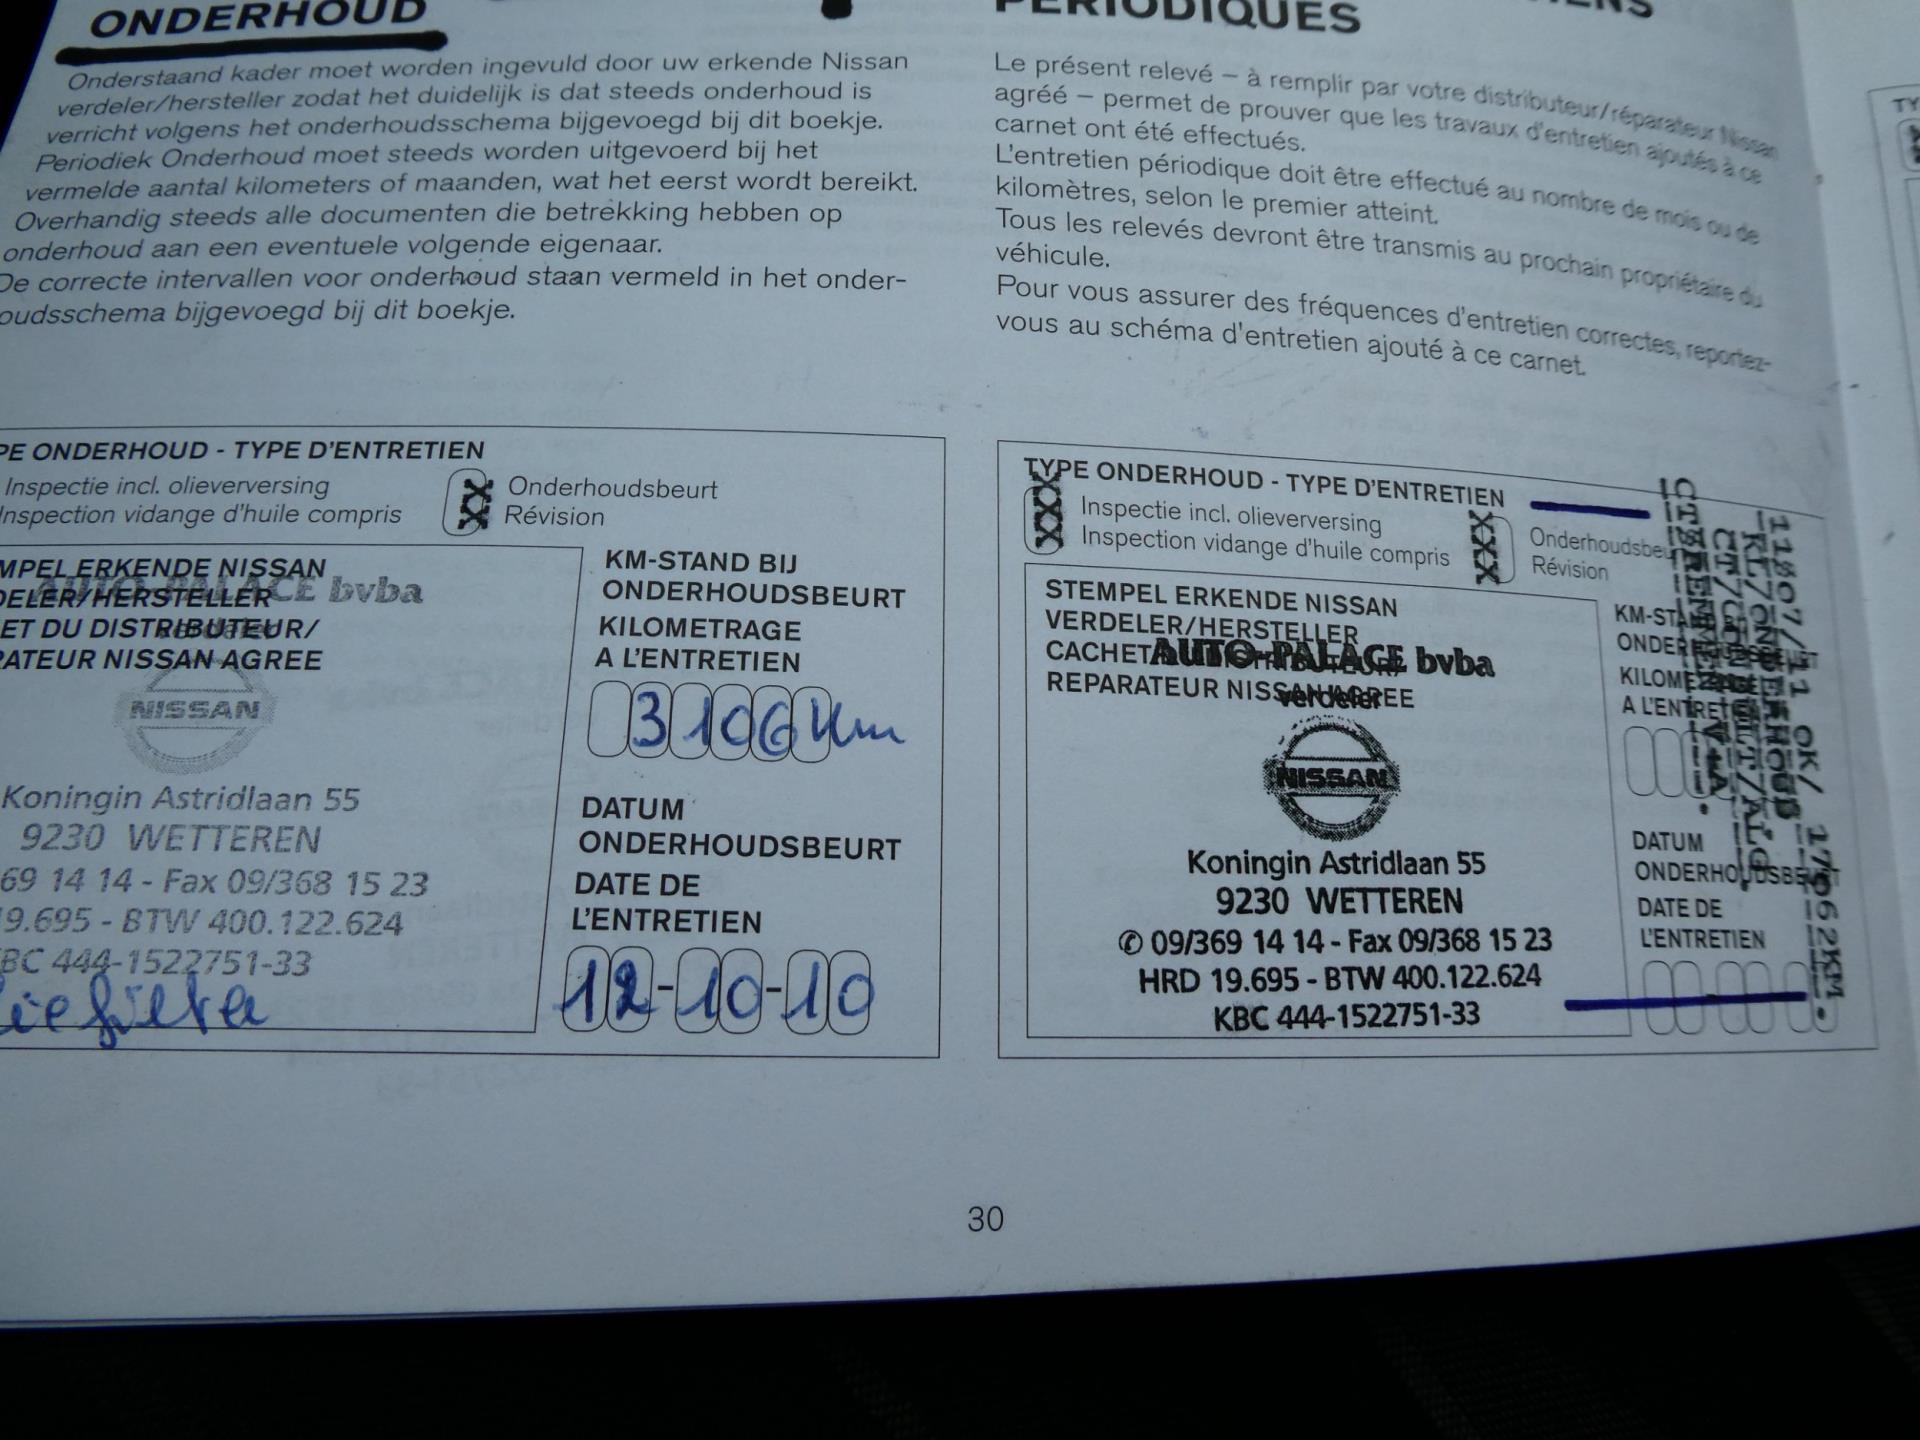 ONDERHOUD
Onderstaand kader moet worden ingevuld door uw erkende Nissan
verdeler/hersteller zodat het duidelijk is dat steeds onderhoud is
verricht volgens het onderhoudsschema bijgevoegd bij dit boekje.
Periodiek Onderhoud moet steeds worden uitgevoerd bij het
vermelde aantal kilometers of maanden, wat het eerst wordt bereikt.
Overhandig steeds alle documenten die betrekking hebben op
onderhoud aan een eventuele volgende eigenaar.
De correcte intervallen voor onderhoud staan vermeld in het onder-
oudsschema bijgevoegd bij dit boekje.
PERIODIQUES
Le présent relevé – à remplir par votre distributeur/réparateur Nissan
agréé – permet de prouver que les travaux d'entretien ajoutés à ce
carnet ont été effectués.
L'entretien périodique doit être effectué au nombre de mois ou de
kilomètres, selon le premier atteint.
Tous les relevés devront être transmis au prochain propriétaire du
véhicule.
Pour vous assurer des fréquences d'entretien correctes, reportez-
vous au schéma d'entretien ajouté à ce carnet.
PE ONDERHOUD - TYPE D'ENTRETIEN
Inspectie incl. olieverversing
Inspection vidange d'huile compris
Onderhoudsbeurt
Révision
MPEL ERKENDE NISSAN
DELER/HERSTELLER
ET DU DISTRIBUTEUR/
RATEUR NISSAN AGREE
AUTO-PALACE bvba
verdeler
NISSAN
Koningin Astridlaan 55
9230 WETTEREN
69 14 14 - Fax 09/368 15 23
19.695 - BTW 400.122.624
KBC 444-1522751-33
KM-STAND BIJ
ONDERHOUDSBEURT
KILOMETRAGE
A L'ENTRETIEN
3106 Km
DATUM
ONDERHOUDSBEURT
DATE DE
L'ENTRETIEN
12-10-10
TYPE ONDERHOUD - TYPE D'ENTRETIEN
XXX
Inspectie incl. olieverversing
Inspection vidange d'huile compris
XXX
Onderhoudsbeu
Révision
STEMPEL ERKENDE NISSAN
VERDELER/HERSTELLER
CACHET
REPARATEUR NISSAN AGREE
AUTO-PALACE bvba
verdeler
NISSAN
Koningin Astridlaan 55
9230 WETTEREN
✆ 09/369 14 14 - Fax 09/368 15 23
HRD 19.695 - BTW 400.122.624
KBC 444-1522751-33
KM-STA
ONDER
KILOM
A L'ENTRE
DATUM
ONDERHOUDSBEURT
DATE DE
L'ENTRETIEN
30